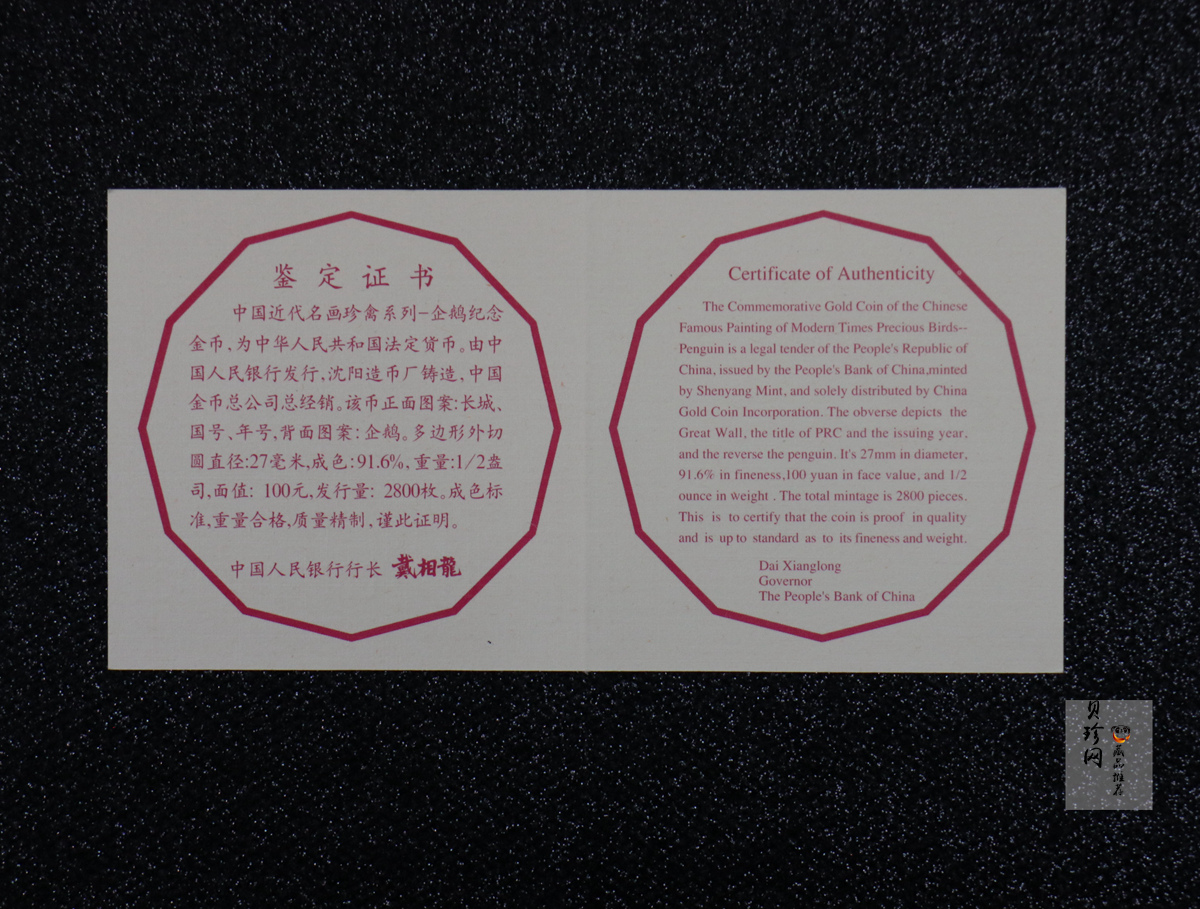 鉴定证书
中国近代名画珍禽系列-企鹅纪念
金币,为中华人民共和国法定货币。由中
国人民银行发行,沈阳造币厂铸造,中国
金币总公司总经销。该币正面图案:长城、
国号、年号,背面图案:企鹅。多边形外切
圆直径:27毫米,成色:91.6%,重量:1/2盎
司,面值: 100元,发行量: 2800枚。成色标
准,重量合格,质量精制,谨此证明。
中国人民银行行长 戴相龍
Certificate of Authenticity
The Commemorative Gold Coin of the Chinese
Famous Painting of Modern Times Precious Birds--
Penguin is a legal tender of the People's Republic of
China, issued by the People's Bank of China,minted
by Shenyang Mint, and solely distributed by China
Gold Coin Incorporation. The obverse depicts the
Great Wall, the title of PRC and the issuing year,
and the reverse the penguin. It's 27mm in diameter,
91.6% in fineness,100 yuan in face value, and 1/2
ounce in weight . The total mintage is 2800 pieces.
This is to certify that the coin is proof in quality
and is up to standard as to its fineness and weight.
Dai Xianglong
Governor
The People's Bank of China
贝珍网
藏品推荐